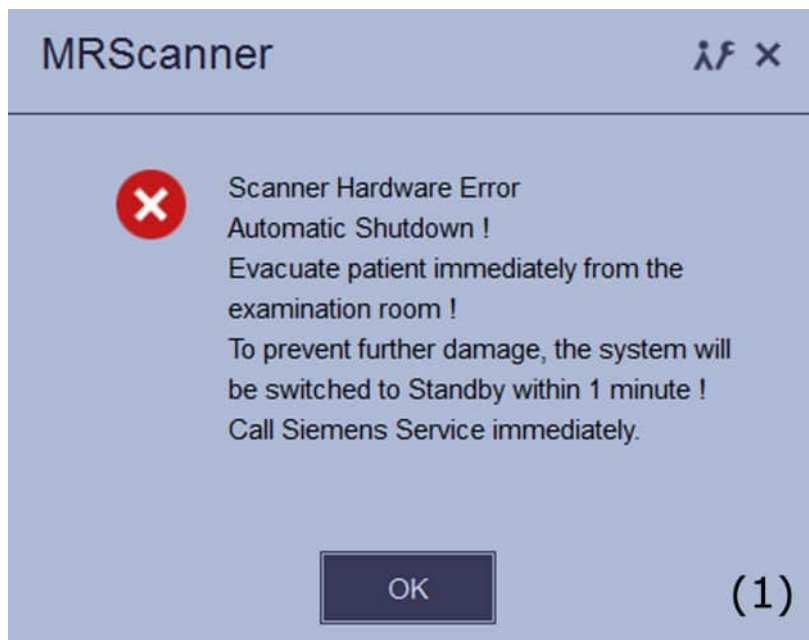 MRScanner
Scanner Hardware Error
Automatic Shutdown !
Evacuate patient immediately from the
examination room !
To prevent further damage, the system will
be switched to Standby within 1 minute !
Call Siemens Service immediately.
OK
(1)